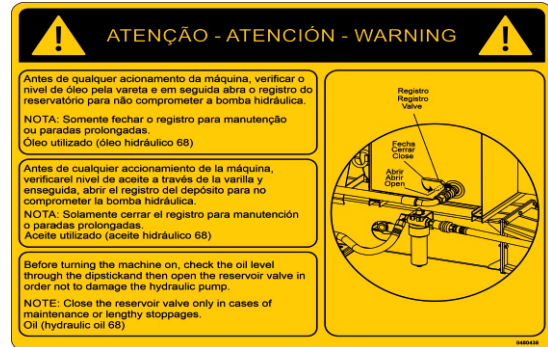 ATENÇÃO - ATENCIÓN - WARNING
Antes de qualquer acionamento da máquina, verificar o
nivel de óleo pela vareta e em seguida abra o registro do
reservatório para não comprometer a bomba hidráulica.
NOTA: Somente fechar o registro para manutenção
ou paradas prolongadas.
Óleo utilizado (óleo hidráulico 68)
Antes de cualquier accionamiento de la máquina,
verificarel nivel de aceite a través de la varilla y
enseguida, abrir el registro del depósito para no
comprometer la bomba hidráulica.
NOTA: Solamente cerrar el registro para manutención
o paradas prolongadas.
Aceite utilizado (aceite hidráulico 68)
Before turning the machine on, check the oil level
through the dipstickand then open the reservoir valve in
order not to damage the hydraulic pump.
NOTE: Close the reservoir valve only in cases of
maintenance or lengthy stoppages.
Oil (hydraulic oil 68)
Registro
Registro
Valve
Fecha
Cerrar
Close
Abrir
Abrir
Open
0480438